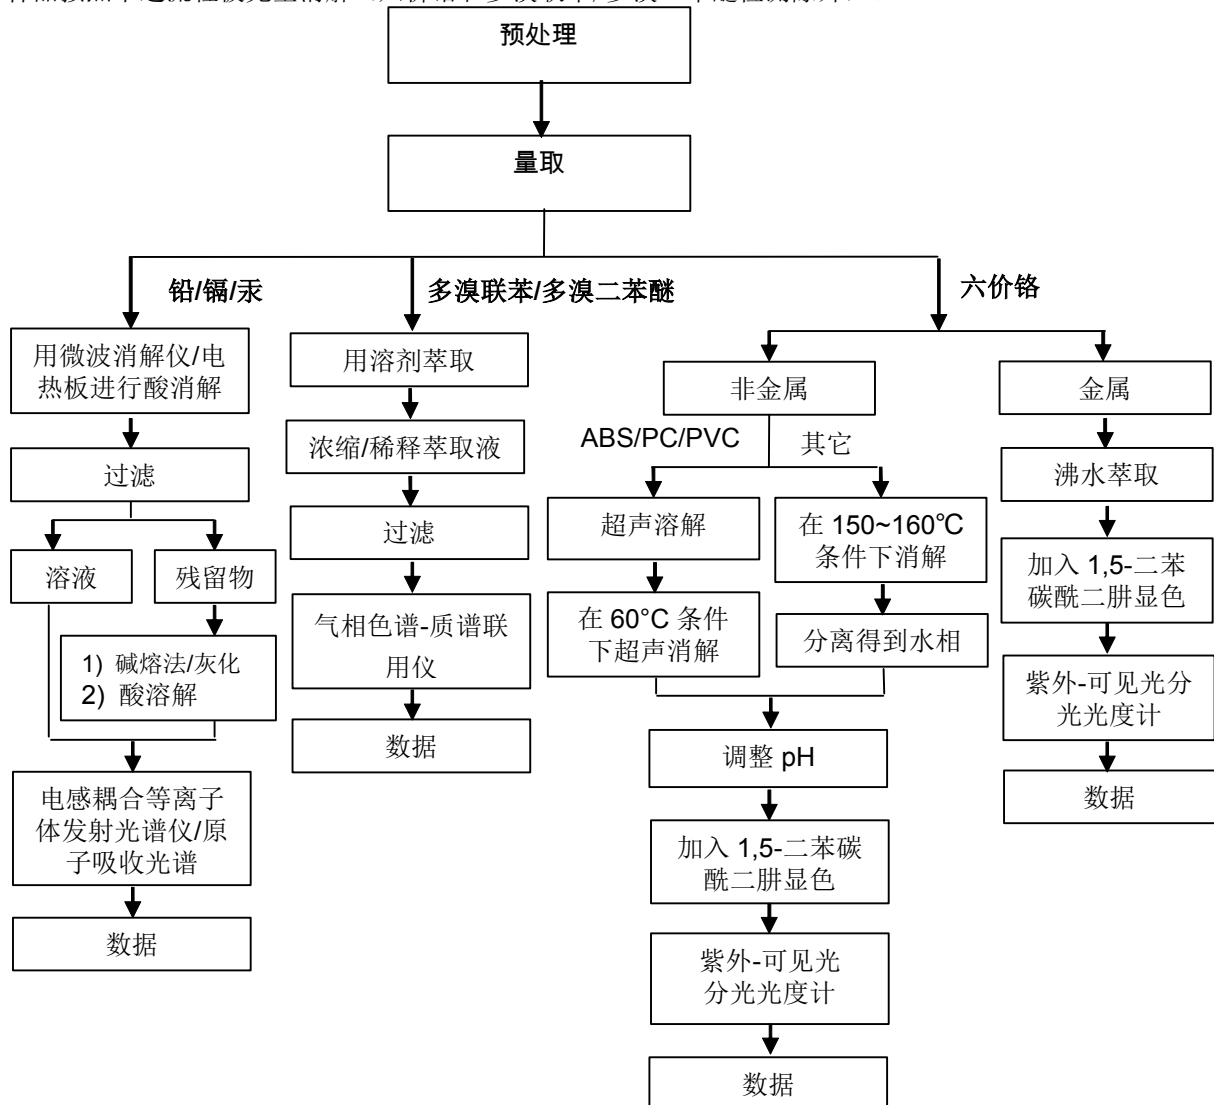 预处理
量取
铅/镉/汞
多溴联苯/多溴二苯醚
六价铬
用微波消解仪/电
热板进行酸消解
过滤
溶液
残留物
1) 碱熔法/灰化
2) 酸溶解
电感耦合等离子
体发射光谱仪/原
子吸收光谱
数据
用溶剂萃取
浓缩/稀释萃取液
过滤
气相色谱-质谱联
用仪
数据
非金属
ABS/PC/PVC
其它
超声溶解
在 60°C 条件
下超声消解
在 150~160℃
条件下消解
分离得到水相
调整 pH
加入 1,5-二苯碳
酰二肼显色
紫外-可见光
分光光度计
数据
金属
沸水萃取
加入 1,5-二苯
碳酰二肼显色
紫外-可见光分
光光度计
数据